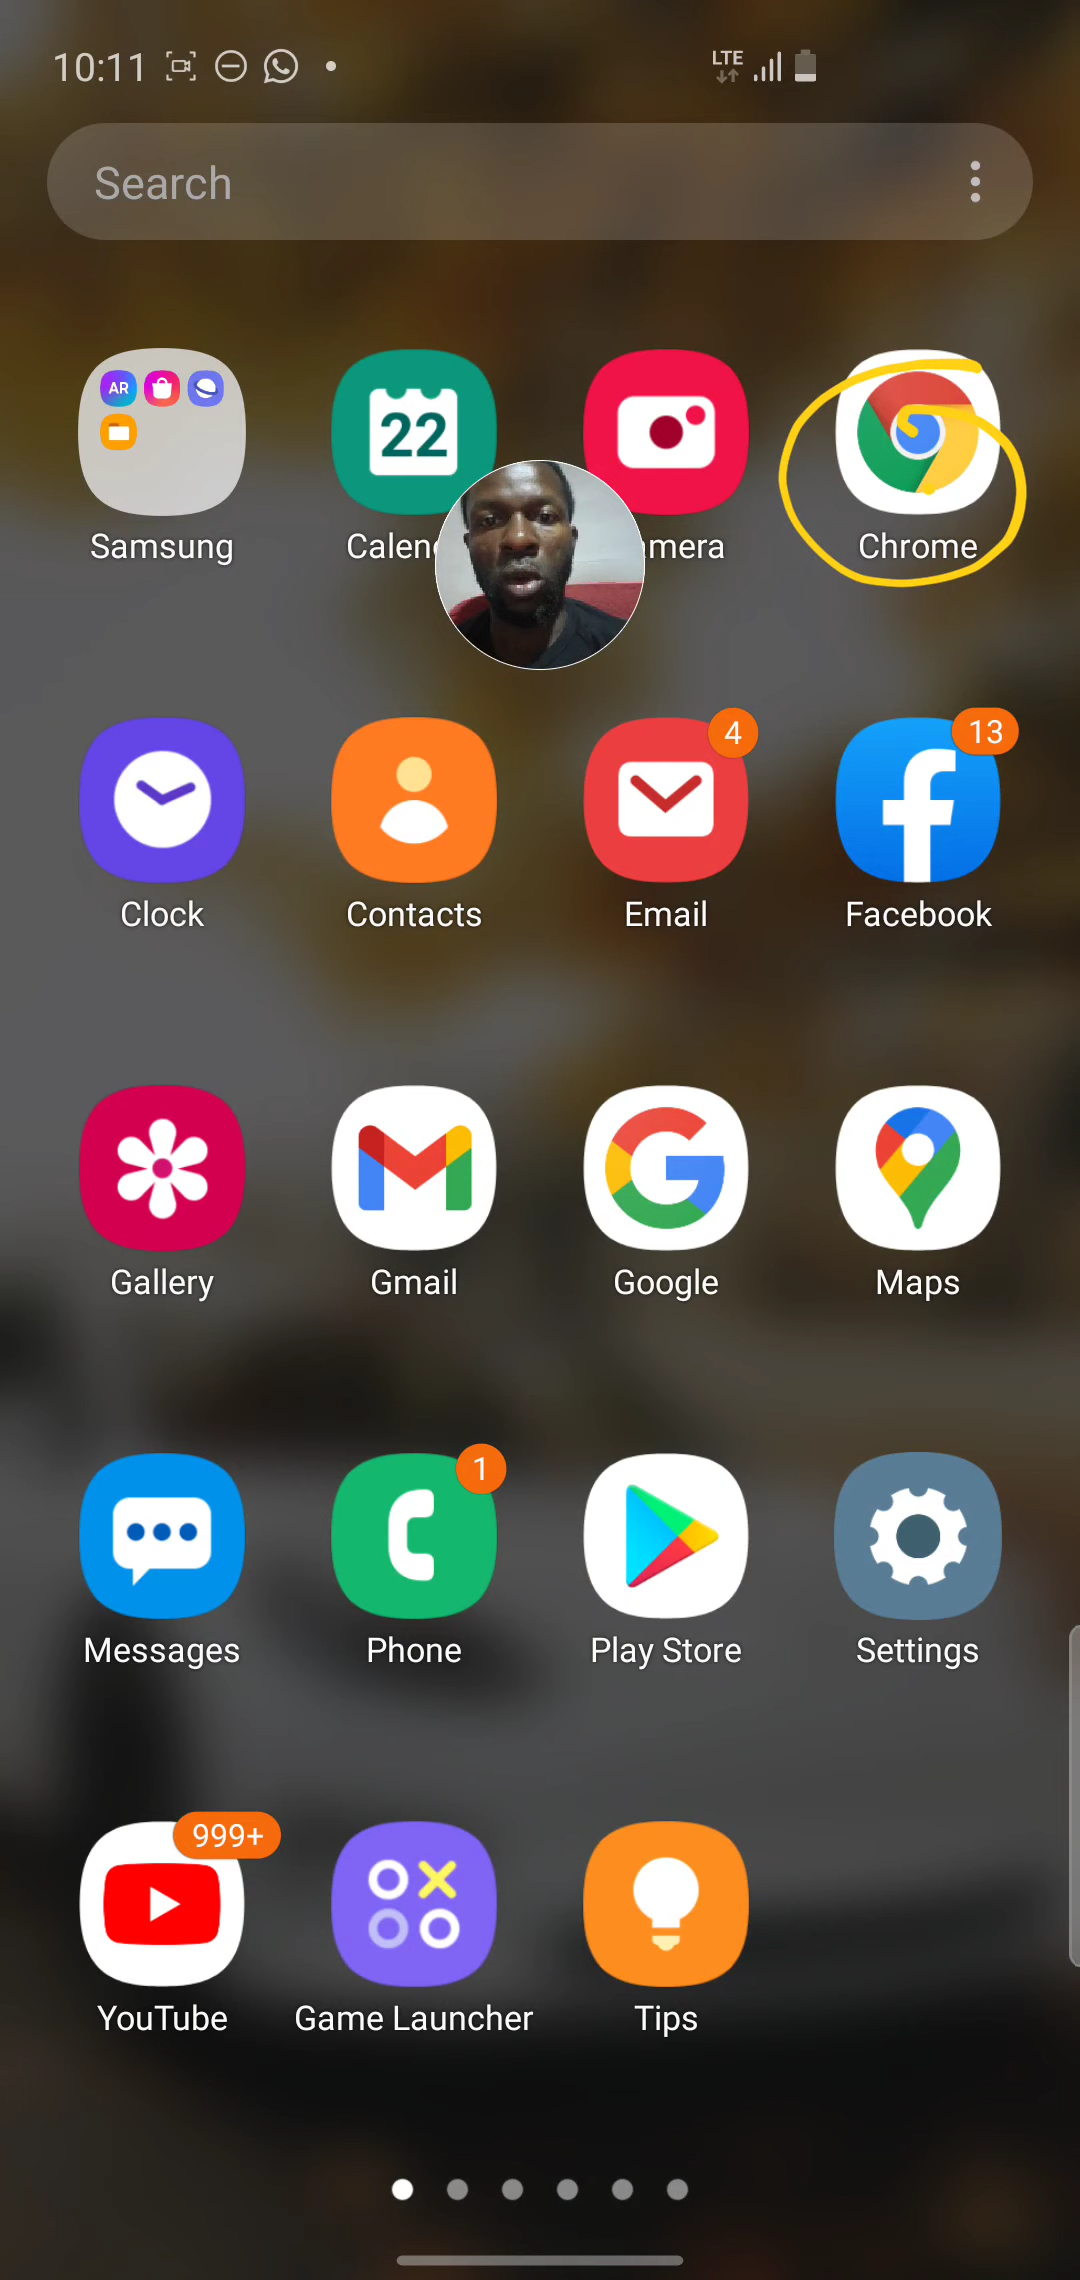 10:11 LTE
Search
AR
22
Samsung Calen mera Chrome
4 13
Clock Contacts Email Facebook
Gallery Gmail Google Maps
1
Messages Phone Play Store Settings
999+
YouTube Game Launcher Tips